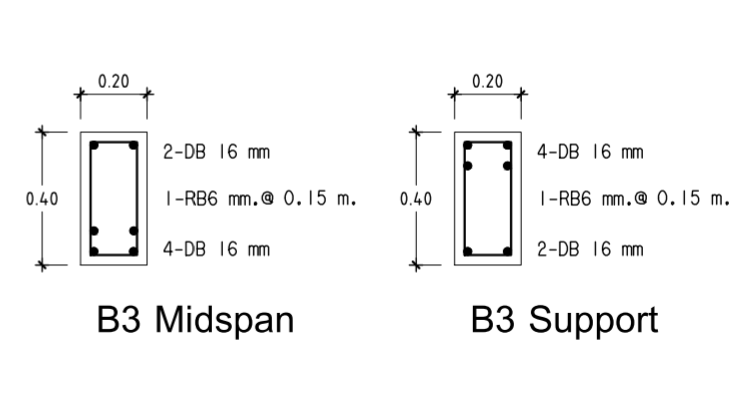 0.20
0.40
2-DB 16 mm
1-RB6 mm.@ 0.15 m.
4-DB 16 mm
B3 Midspan
0.20
0.40
4-DB 16 mm
1-RB6 mm.@ 0.15 m.
2-DB 16 mm
B3 Support